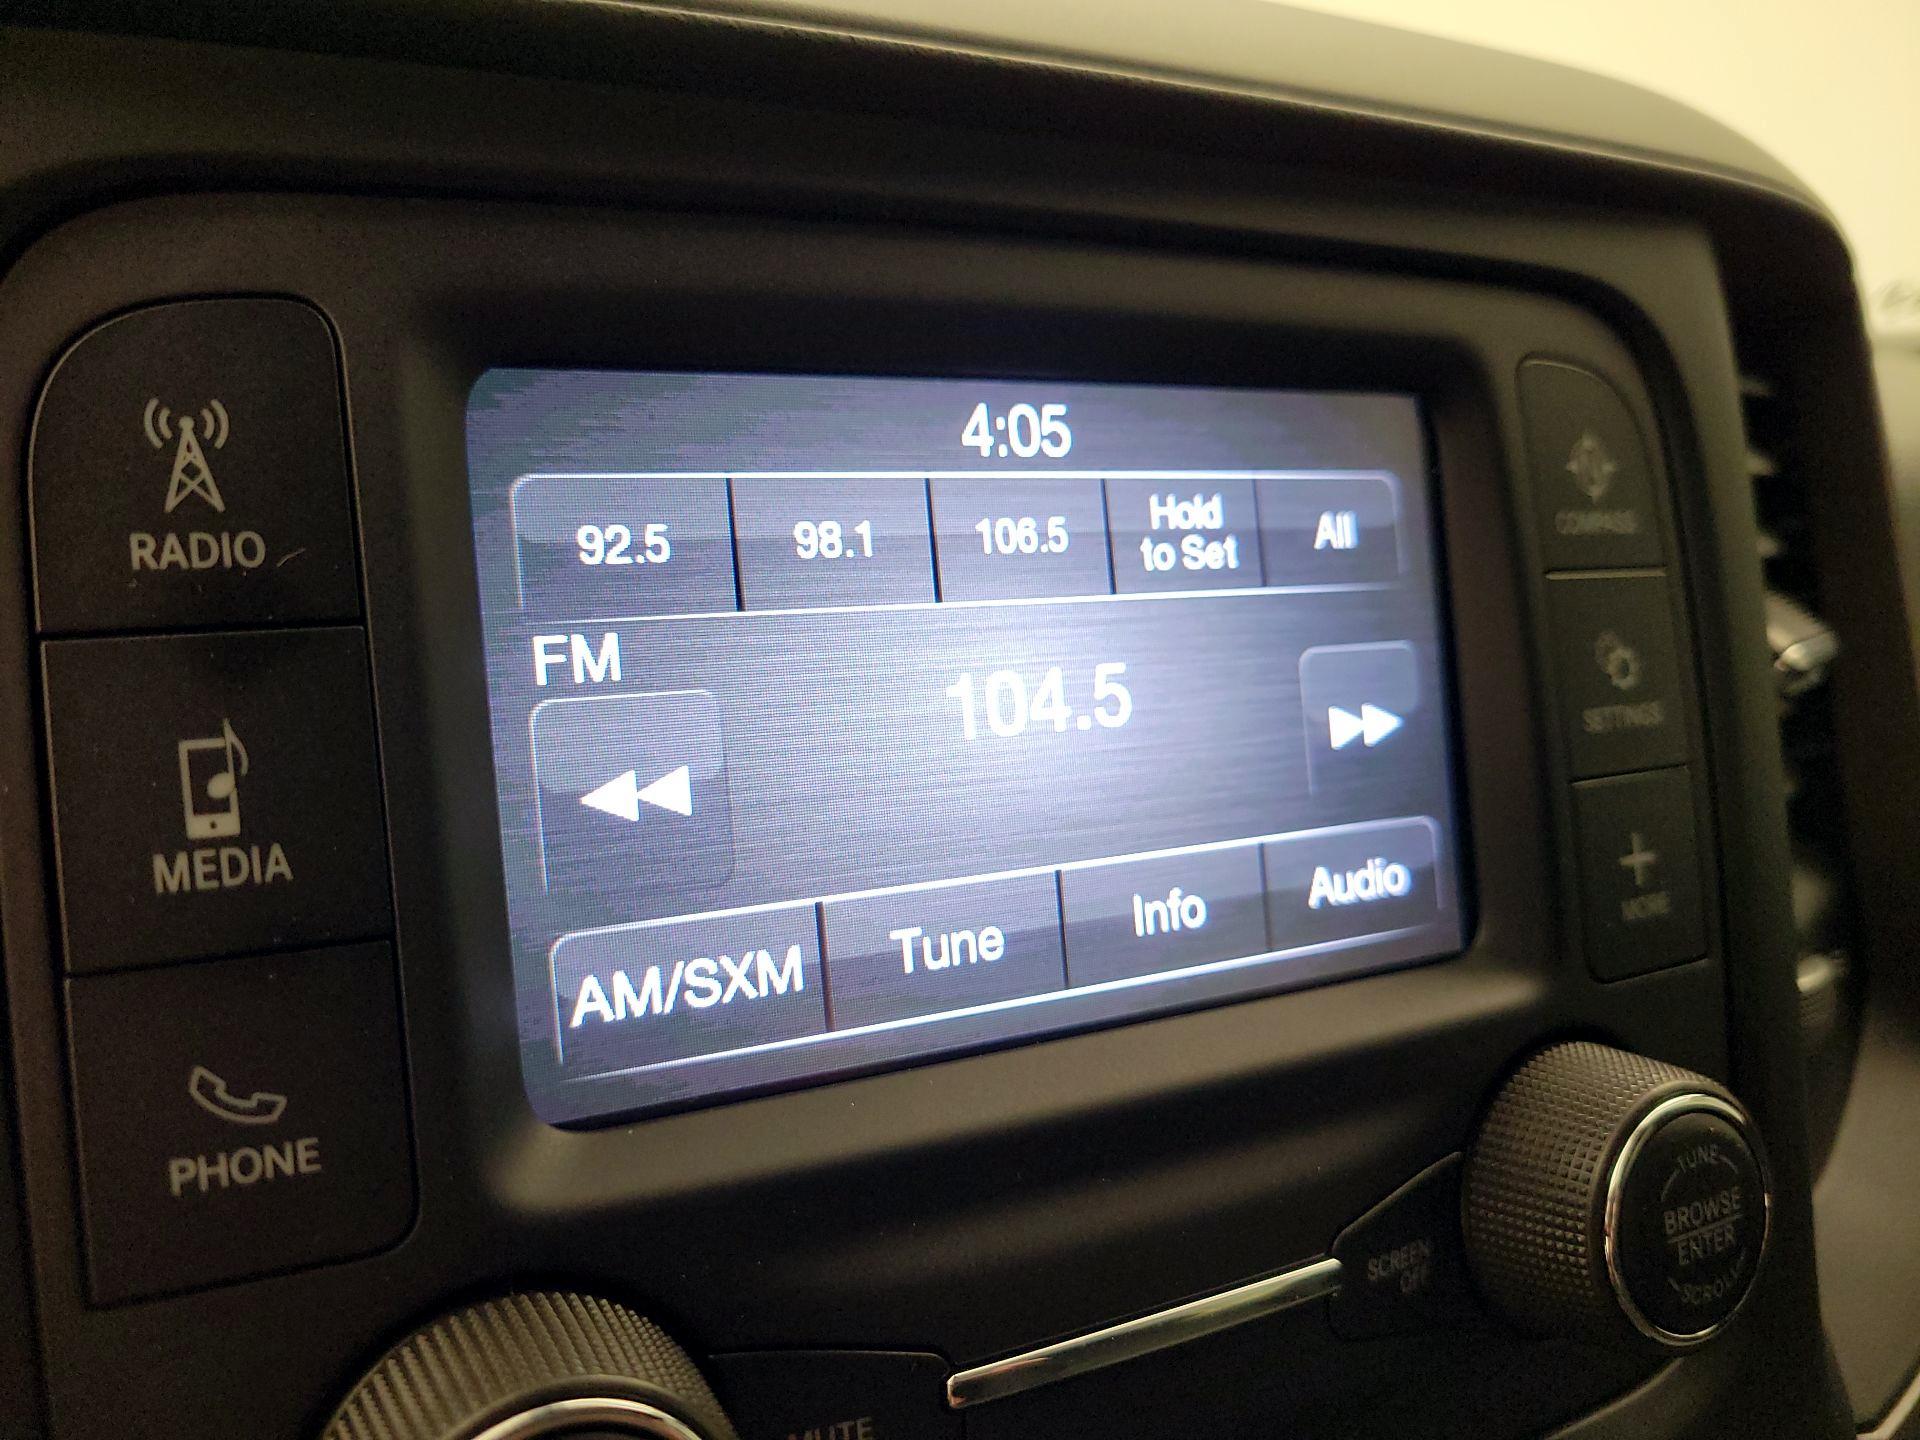 4:05
92.5
98.1
106.5
Hold
to Set
All
FM
104.5
AM/SXM
Tune
Info
Audio
RADIO
MEDIA
PHONE
COMPASS
SETTINGS
MORE
MUTE
SCREEN
OFF
TUNE
BROWSE
ENTER
SCROLL